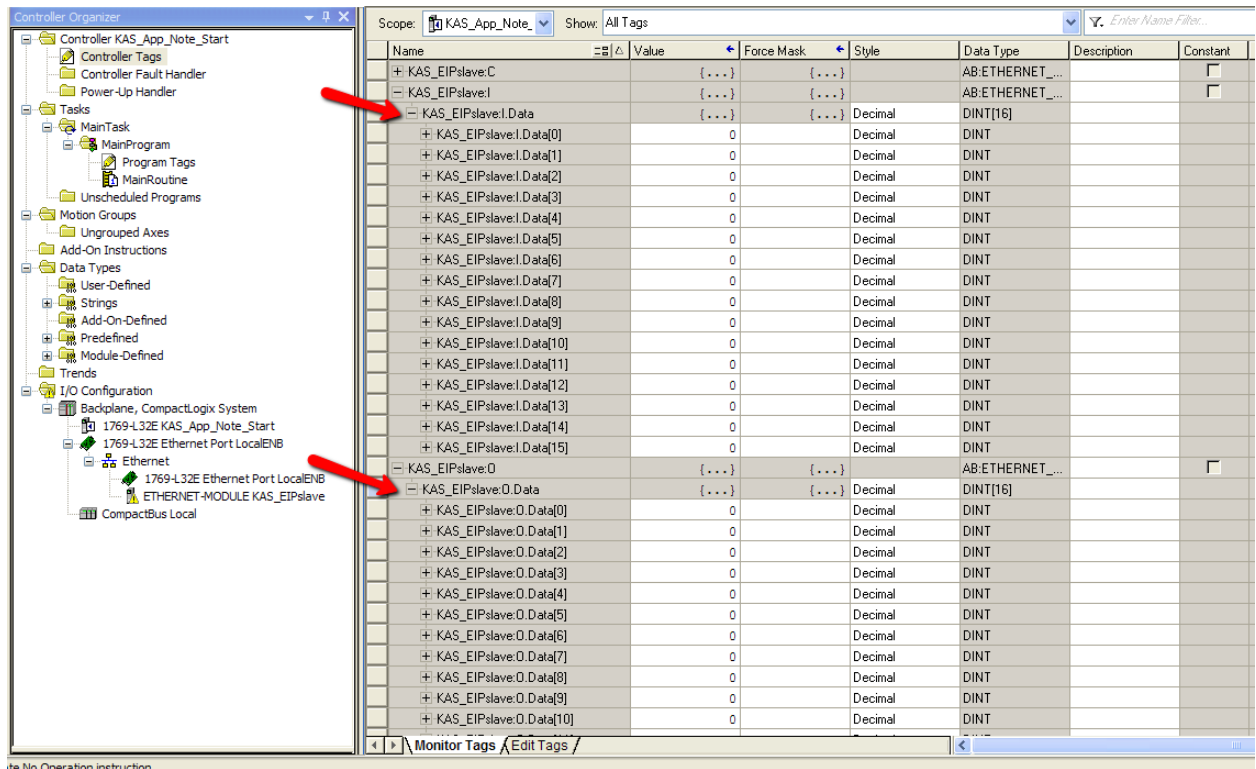 Controller Organizer
Controller KAS_App_Note_Start
Controller Tags
Controller Fault Handler
Power-Up Handler
Tasks
MainTask
MainProgram
Program Tags
MainRoutine
Unscheduled Programs
Motion Groups
Ungrouped Axes
Add-On Instructions
Data Types
User-Defined
Strings
Add-On-Defined
Predefined
Module-Defined
Trends
I/O Configuration
Backplane, CompactLogix System
1769-L32E KAS_App_Note_Start
1769-L32E Ethernet Port LocalENB
Ethernet
1769-L32E Ethernet Port LocalENB
ETHERNET-MODULE KAS_EIPslave
CompactBus Local
Scope: KAS_App_Note_ Show: All Tags Enter Name Filter...
Name Value Force Mask Style Data Type Description Constant
KAS_EIPslave:C {...} {...} AB:ETHERNET_...
KAS_EIPslave:I {...} {...} AB:ETHERNET_...
KAS_EIPslave:I.Data {...} {...} Decimal DINT[16]
KAS_EIPslave:I.Data[0] 0 Decimal DINT
KAS_EIPslave:I.Data[1] 0 Decimal DINT
KAS_EIPslave:I.Data[2] 0 Decimal DINT
KAS_EIPslave:I.Data[3] 0 Decimal DINT
KAS_EIPslave:I.Data[4] 0 Decimal DINT
KAS_EIPslave:I.Data[5] 0 Decimal DINT
KAS_EIPslave:I.Data[6] 0 Decimal DINT
KAS_EIPslave:I.Data[7] 0 Decimal DINT
KAS_EIPslave:I.Data[8] 0 Decimal DINT
KAS_EIPslave:I.Data[9] 0 Decimal DINT
KAS_EIPslave:I.Data[10] 0 Decimal DINT
KAS_EIPslave:I.Data[11] 0 Decimal DINT
KAS_EIPslave:I.Data[12] 0 Decimal DINT
KAS_EIPslave:I.Data[13] 0 Decimal DINT
KAS_EIPslave:I.Data[14] 0 Decimal DINT
KAS_EIPslave:I.Data[15] 0 Decimal DINT
KAS_EIPslave:O {...} {...} AB:ETHERNET_...
KAS_EIPslave:O.Data {...} {...} Decimal DINT[16]
KAS_EIPslave:O.Data[0] 0 Decimal DINT
KAS_EIPslave:O.Data[1] 0 Decimal DINT
KAS_EIPslave:O.Data[2] 0 Decimal DINT
KAS_EIPslave:O.Data[3] 0 Decimal DINT
KAS_EIPslave:O.Data[4] 0 Decimal DINT
KAS_EIPslave:O.Data[5] 0 Decimal DINT
KAS_EIPslave:O.Data[6] 0 Decimal DINT
KAS_EIPslave:O.Data[7] 0 Decimal DINT
KAS_EIPslave:O.Data[8] 0 Decimal DINT
KAS_EIPslave:O.Data[9] 0 Decimal DINT
KAS_EIPslave:O.Data[10] 0 Decimal DINT
Monitor Tags Edit Tags
No Operation instruction